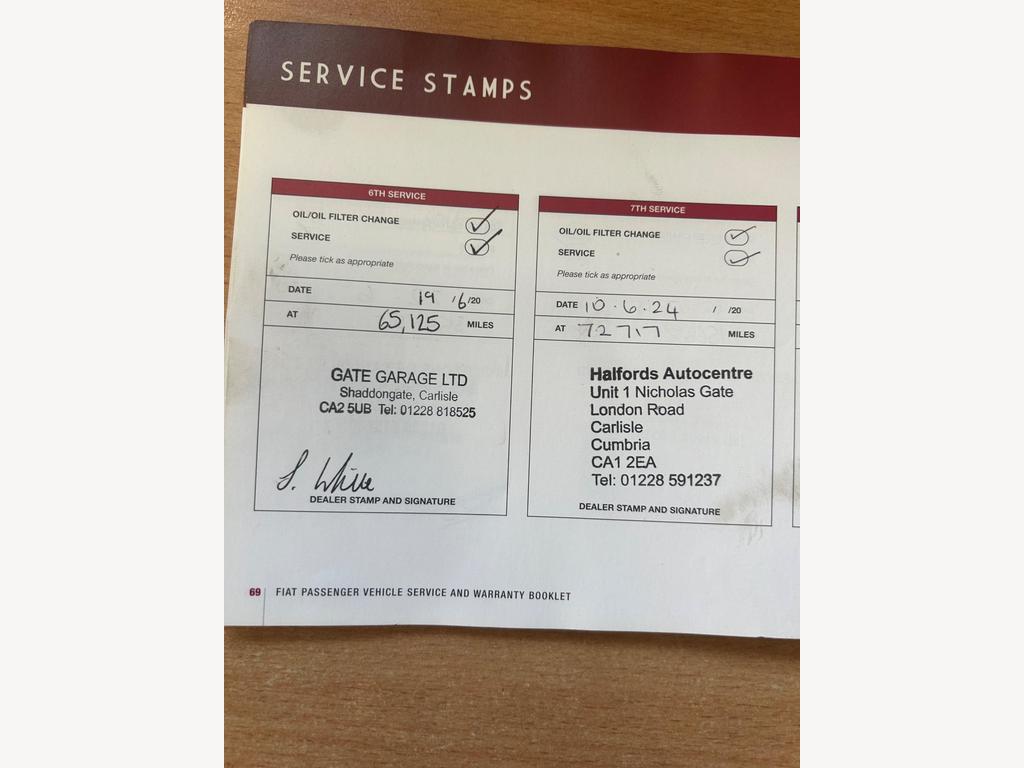 SERVICE STAMPS
6TH SERVICE
OIL/OIL FILTER CHANGE
SERVICE
Please tick as appropriate
DATE 19 /6/20
AT 65,125 MILES
GATE GARAGE LTD
Shaddongate, Carlisle
CA2 5UB Tel: 01228 818525
S. White
DEALER STAMP AND SIGNATURE
7TH SERVICE
OIL/OIL FILTER CHANGE
SERVICE
Please tick as appropriate
DATE 10.6.24 / /20
AT 72717 MILES
Halfords Autocentre
Unit 1 Nicholas Gate
London Road
Carlisle
Cumbria
CA1 2EA
Tel: 01228 591237
DEALER STAMP AND SIGNATURE
69 FIAT PASSENGER VEHICLE SERVICE AND WARRANTY BOOKLET